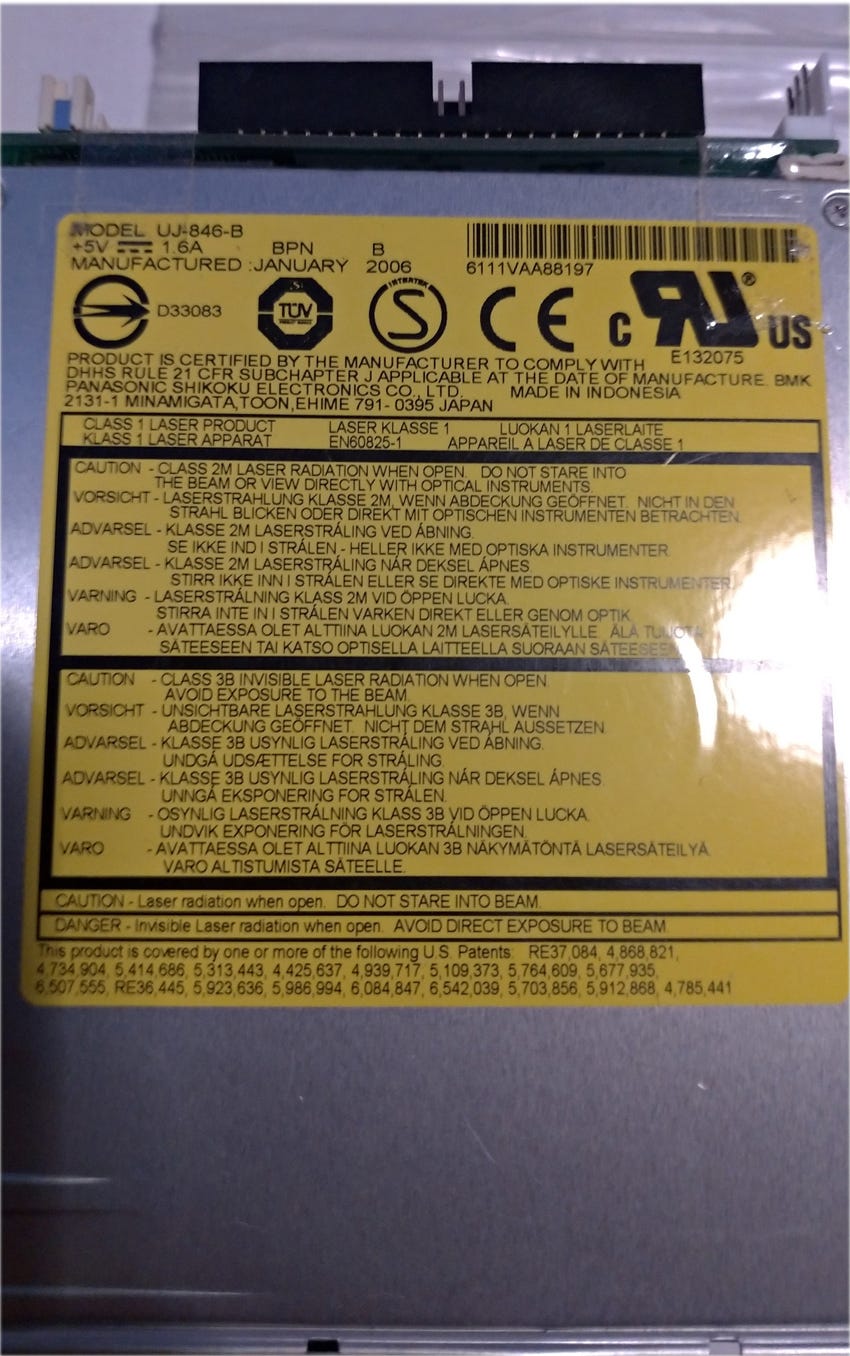 MODEL UJ-846-B
+5V 1.6A BPN B
MANUFACTURED :JANUARY 2006 6111VAA88197
D33083 TÜV INTERTEK S CE c RU ® US
E132075
PRODUCT IS CERTIFIED BY THE MANUFACTURER TO COMPLY WITH
DHHS RULE 21 CFR SUBCHAPTER J APPLICABLE AT THE DATE OF MANUFACTURE. BMK
PANASONIC SHIKOKU ELECTRONICS CO., LTD. MADE IN INDONESIA
2131-1 MINAMIGATA,TOON,EHIME 791- 0395 JAPAN
CLASS 1 LASER PRODUCT LASER KLASSE 1 LUOKAN 1 LASERLAITE
KLASS 1 LASER APPARAT EN60825-1 APPAREIL A LASER DE CLASSE 1
CAUTION - CLASS 2M LASER RADIATION WHEN OPEN. DO NOT STARE INTO
THE BEAM OR VIEW DIRECTLY WITH OPTICAL INSTRUMENTS.
VORSICHT - LASERSTRAHLUNG KLASSE 2M, WENN ABDECKUNG GEÖFFNET. NICHT IN DEN
STRAHL BLICKEN ODER DIREKT MIT OPTISCHEN INSTRUMENTEN BETRACHTEN.
ADVARSEL - KLASSE 2M LASERSTRÅLING VED ÅBNING.
SE IKKE IND I STRÅLEN - HELLER IKKE MED OPTISKA INSTRUMENTER.
ADVARSEL - KLASSE 2M LASERSTRÅLING NÅR DEKSEL ÅPNES.
STIRR IKKE INN I STRÅLEN ELLER SE DIREKTE MED OPTISKE INSTRUMENTER.
VARNING - LASERSTRÅLNING KLASS 2M VID ÖPPEN LUCKA.
STIRRA INTE IN I STRÅLEN VARKEN DIREKT ELLER GENOM OPTIK.
VARO - AVATTAESSA OLET ALTTIINA LUOKAN 2M LASERSÄTEILYLLE. ÄLÄ TUIJOTA
SÄTEESEEN TAI KATSO OPTISELLA LAITTEELLA SUORAAN SÄTEESEEN.
CAUTION - CLASS 3B INVISIBLE LASER RADIATION WHEN OPEN.
AVOID EXPOSURE TO THE BEAM.
VORSICHT - UNSICHTBARE LASERSTRAHLUNG KLASSE 3B, WENN
ABDECKUNG GEÖFFNET. NICHT DEM STRAHL AUSSETZEN.
ADVARSEL - KLASSE 3B USYNLIG LASERSTRÅLING VED ÅBNING.
UNDGÅ UDSÆTTELSE FOR STRÅLING.
ADVARSEL - KLASSE 3B USYNLIG LASERSTRÅLING NÅR DEKSEL ÅPNES.
UNNGÅ EKSPONERING FOR STRÅLEN.
VARNING - OSYNLIG LASERSTRÅLNING KLASS 3B VID ÖPPEN LUCKA.
UNDVIK EXPONERING FÖR LASERSTRÅLNINGEN.
VARO - AVATTAESSA OLET ALTTIINA LUOKAN 3B NÄKYMÄTÖNTÄ LASERSÄTEILYÄ.
VARO ALTISTUMISTA SÄTEELLE.
CAUTION - Laser radiation when open. DO NOT STARE INTO BEAM.
DANGER - Invisible Laser radiation when open. AVOID DIRECT EXPOSURE TO BEAM.
This product is covered by one or more of the following U.S. Patents: RE37,084, 4,868,821,
4,734,904, 5,414,686, 5,313,443, 4,425,637, 4,939,717, 5,109,373, 5,764,609, 5,677,935,
6,507,555, RE36,445, 5,923,636, 5,986,994, 6,084,847, 6,542,039, 5,703,856, 5,912,868, 4,785,441